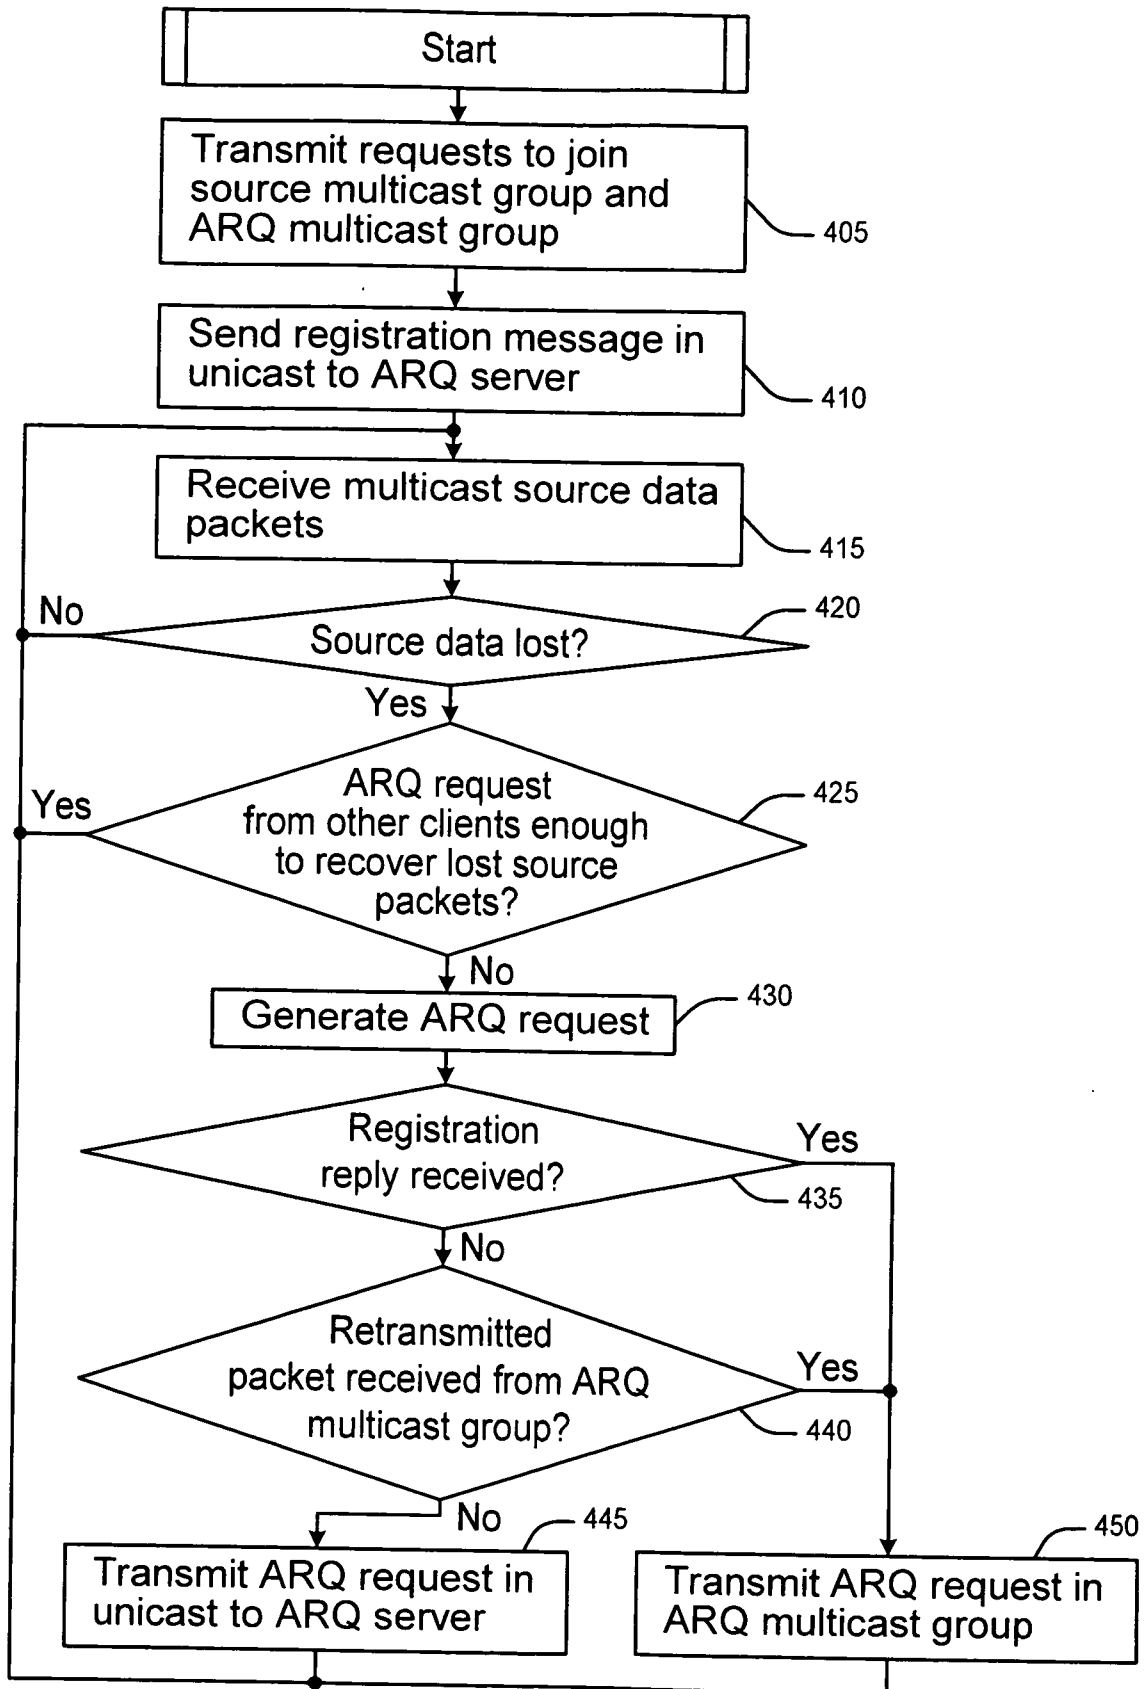 Start
Transmit requests to join
source multicast group and
ARQ multicast group
405
Send registration message in
unicast to ARQ server
410
Receive multicast source data
packets
415
No
Source data lost?
420
Yes
ARQ request
from other clients enough
to recover lost source
packets?
Yes
425
No
Generate ARQ request
430
Registration
reply received?
Yes
435
No
Retransmitted
packet received from ARQ
multicast group?
Yes
440
No
445
Transmit ARQ request in
unicast to ARQ server
450
Transmit ARQ request in
ARQ multicast group